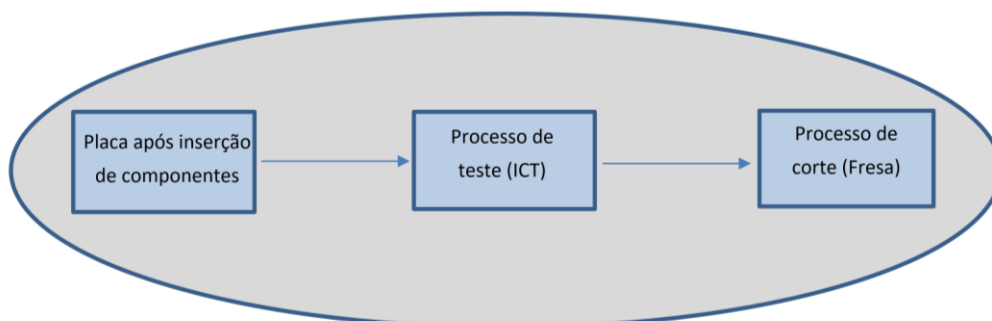 Placa após inserção
de componentes
Processo de
teste (ICT)
Processo de
corte (Fresa)